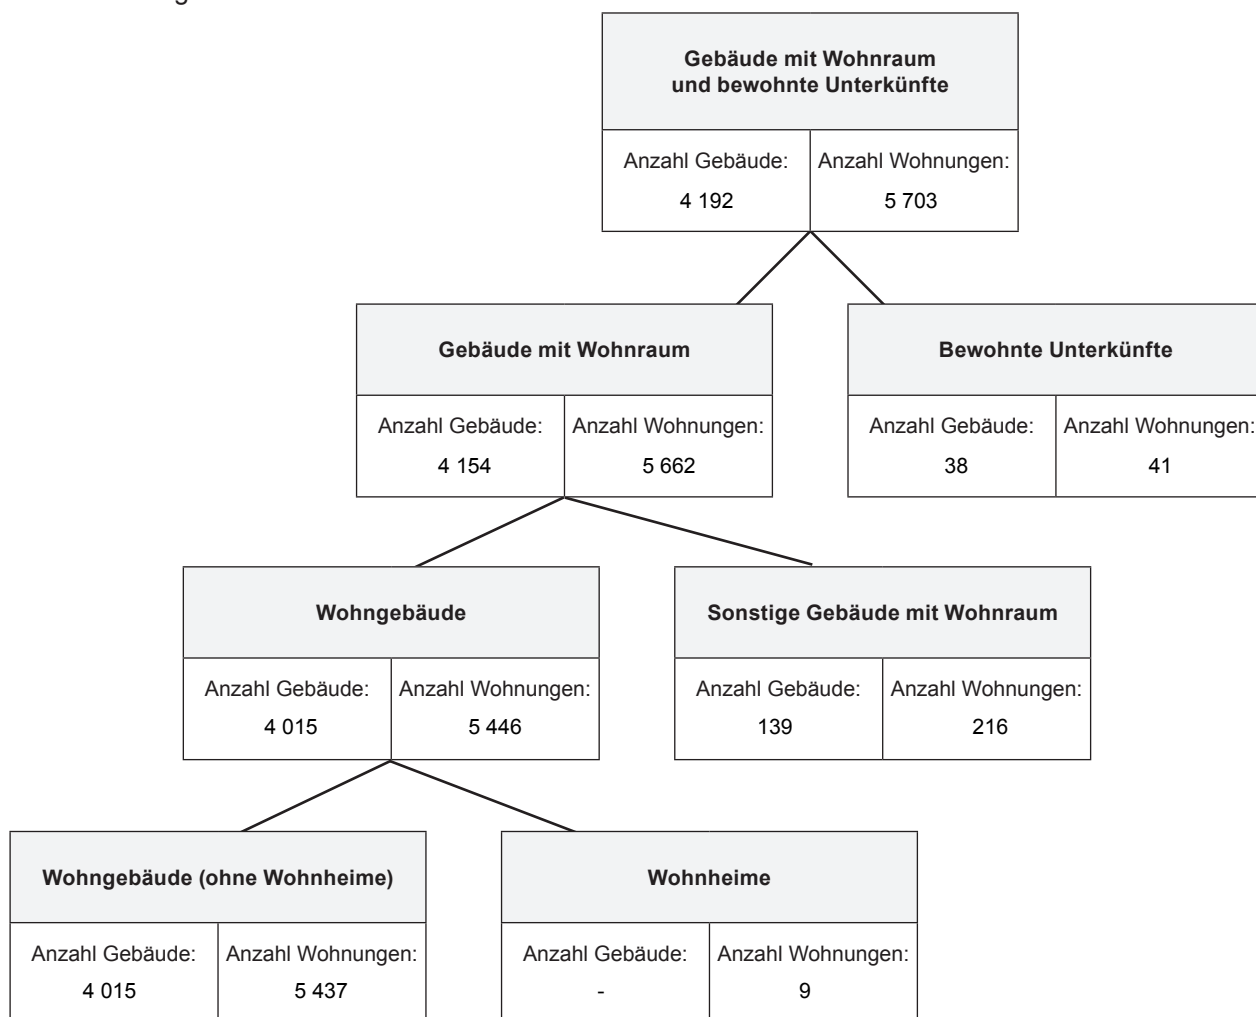 Gebäude mit Wohnraum
und bewohnte Unterkünfte
Anzahl Gebäude: Anzahl Wohnungen:
4 192 5 703
Gebäude mit Wohnraum Bewohnte Unterkünfte
Anzahl Gebäude: Anzahl Wohnungen: Anzahl Gebäude: Anzahl Wohnungen:
4 154 5 662 38 41
Wohngebäude Sonstige Gebäude mit Wohnraum
Anzahl Gebäude: Anzahl Wohnungen: Anzahl Gebäude: Anzahl Wohnungen:
4 015 5 446 139 216
Wohngebäude (ohne Wohnheime) Wohnheime
Anzahl Gebäude: Anzahl Wohnungen: Anzahl Gebäude: Anzahl Wohnungen:
4 015 5 437 - 9